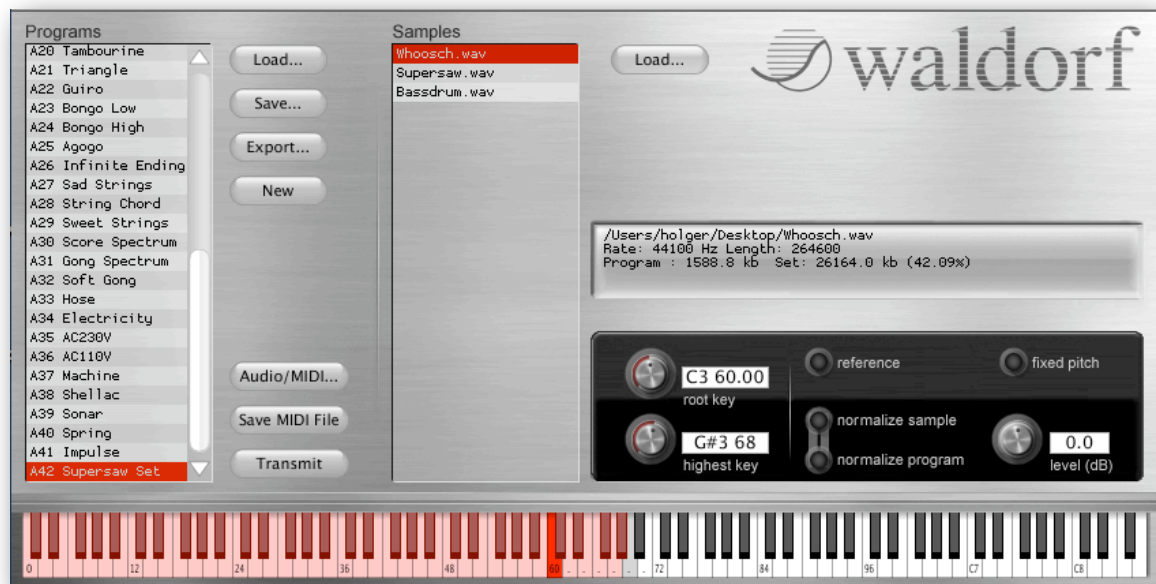 Programs
A20 Tambourine
A21 Triangle
A22 Guiro
A23 Bongo Low
A24 Bongo High
A25 Agogo
A26 Infinite Ending
A27 Sad Strings
A28 String Chord
A29 Sweet Strings
A30 Score Spectrum
A31 Gong Spectrum
A32 Soft Gong
A33 Hose
A34 Electricity
A35 AC230V
A36 AC110V
A37 Machine
A38 Shellac
A39 Sonar
A40 Spring
A41 Impulse
A42 Supersaw Set
Load...
Save...
Export...
New
Audio/MIDI...
Save MIDI File
Transmit
Samples
Whoosch.wav
Supersaw.wav
Bassdrum.wav
Load...
waldorf
/Users/holger/Desktop/Whoosch.wav
Rate: 44100 Hz Length: 264600
Program : 1588.8 kb  Set: 26164.0 kb (42.09%)
C3 60.00
root key
G#3 68
highest key
reference
normalize sample
normalize program
fixed pitch
0.0
level (dB)
0 12 24 36 48 60 72 84 96 C7 C8